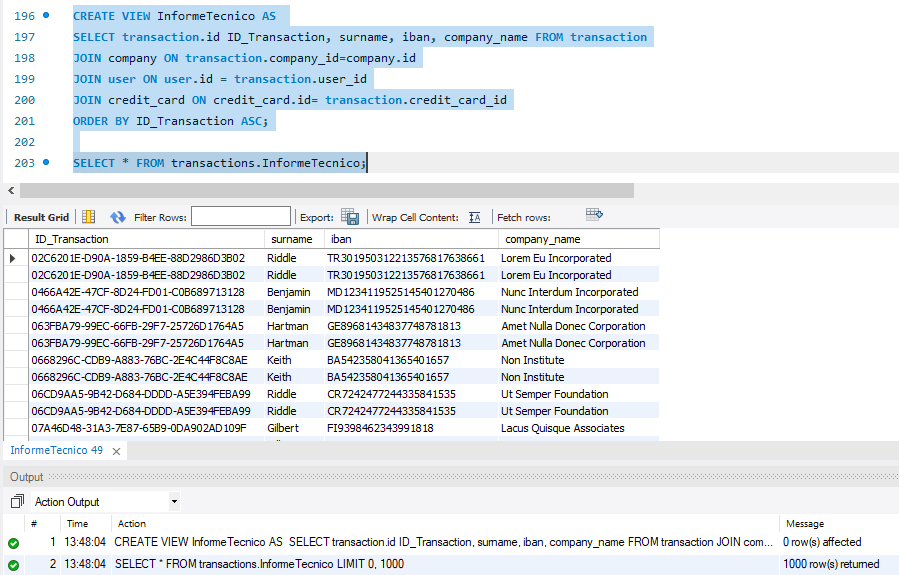 196 CREATE VIEW InformeTecnico AS
197 SELECT transaction.id ID_Transaction, surname, iban, company_name FROM transaction
198 JOIN company ON transaction.company_id=company.id
199 JOIN user ON user.id = transaction.user_id
200 JOIN credit_card ON credit_card.id= transaction.credit_card_id
201 ORDER BY ID_Transaction ASC;
202
203 SELECT * FROM transactions.InformeTecnico;
Result Grid Filter Rows: Export: Wrap Cell Content: IA Fetch rows:
ID_Transaction surname iban company_name
02C6201E-D90A-1859-B4EE-88D2986D3B02 Riddle TR301950312213576817638661 Lorem Eu Incorporated
02C6201E-D90A-1859-B4EE-88D2986D3B02 Riddle TR301950312213576817638661 Lorem Eu Incorporated
0466A42E-47CF-8D24-FD01-C0B689713128 Benjamin MD1234119525145401270486 Nunc Interdum Incorporated
0466A42E-47CF-8D24-FD01-C0B689713128 Benjamin MD1234119525145401270486 Nunc Interdum Incorporated
063FBA79-99EC-66FB-29F7-25726D1764A5 Hartman GE89681434837748781813 Amet Nulla Donec Corporation
063FBA79-99EC-66FB-29F7-25726D1764A5 Hartman GE89681434837748781813 Amet Nulla Donec Corporation
0668296C-CDB9-A883-76BC-2E4C44F8C8AE Keith BA542358041365401657 Non Institute
0668296C-CDB9-A883-76BC-2E4C44F8C8AE Keith BA542358041365401657 Non Institute
06CD9AA5-9B42-D684-DDDD-A5E394FEBA99 Riddle CR7242477244335841535 Ut Semper Foundation
06CD9AA5-9B42-D684-DDDD-A5E394FEBA99 Riddle CR7242477244335841535 Ut Semper Foundation
07A46D48-31A3-7E87-65B9-0DA902AD109F Gilbert FI9398462343991818 Lacus Quisque Associates
InformeTecnico 49
Output
Action Output
# Time Action Message
1 13:48:04 CREATE VIEW InformeTecnico AS SELECT transaction.id ID_Transaction, surname, iban, company_name FROM transaction JOIN com... 0 row(s) affected
2 13:48:04 SELECT * FROM transactions.InformeTecnico LIMIT 0, 1000 1000 row(s) returned